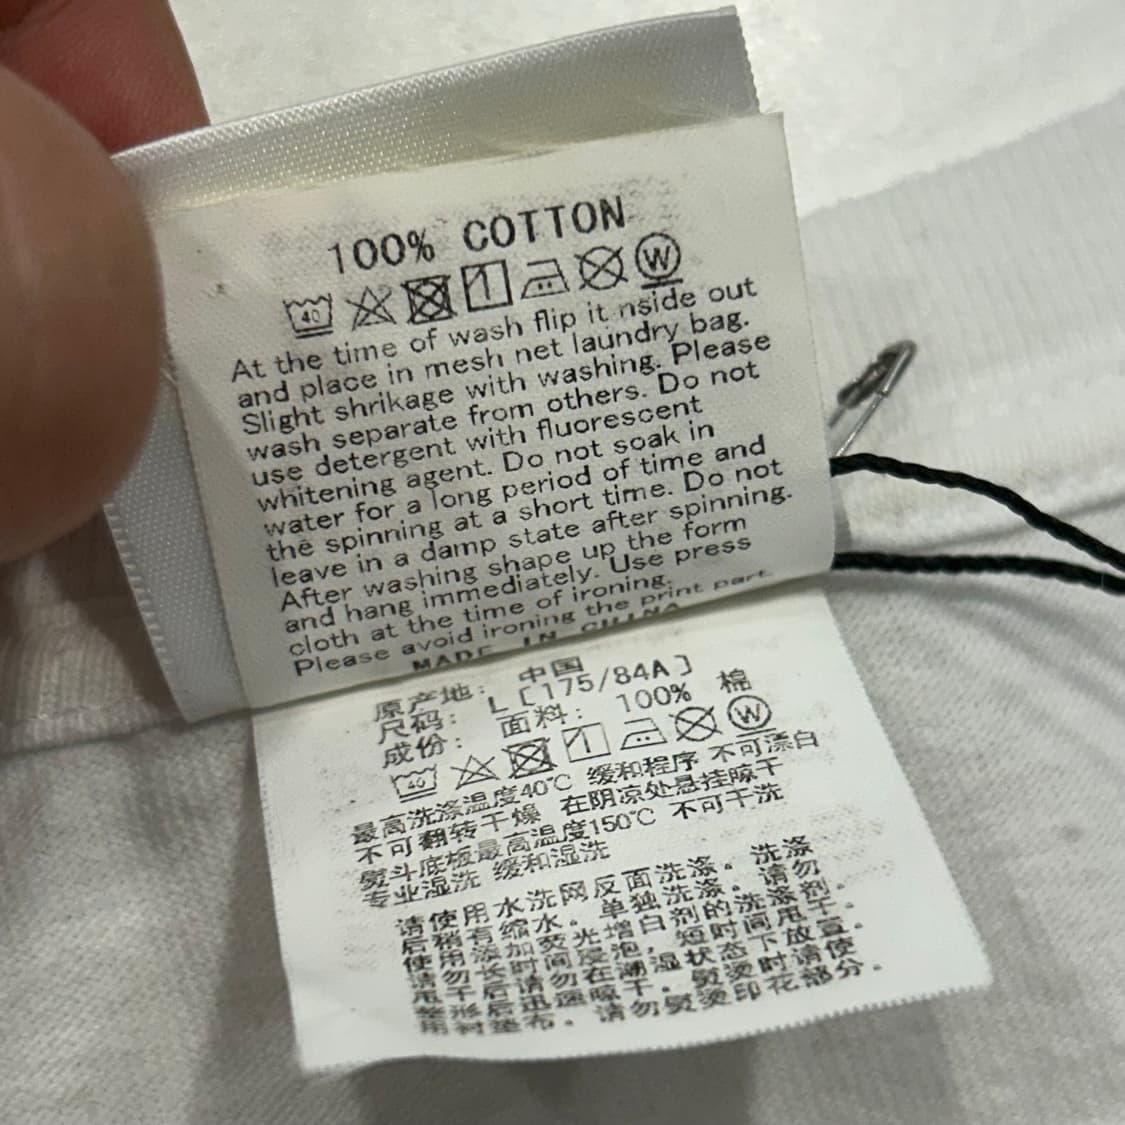 100% COTTON
40 W
At the time of wash flip it nside out
and place in mesh net laundry bag.
Slight shrikage with washing. Please
wash separate from others. Do not
use detergent with fluorescent
whitening agent. Do not soak in
water for a long period of time and
the spinning at a short time. Do not
leave in a damp state after spinning.
After washing shape up the form
and hang immediately. Use press
cloth at the time of ironing.
Please avoid ironing the print part.
MADE IN CHINA
原产地: 中国
尺码: L [175/84A]
成份: 面料: 100% 棉
40 W
最高洗涤温度40℃ 缓和程序 不可漂白
不可翻转干燥 在阴凉处悬挂晾干
熨斗底板最高温度150℃ 不可干洗
专业湿洗 缓和湿洗
请使用水洗网反面洗涤。洗涤
后稍有缩水。单独洗涤。请勿
使用添加荧光增白剂的洗涤剂.
请勿长时间浸泡, 短时间甩干.
甩干后请勿在潮湿状态下放置.
整形后迅速晾干. 熨烫时请使
用衬垫布. 请勿熨烫印花部分.